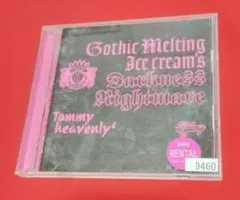 Gothic Melting
Ice cream's
Darkness
Nightmare
Tommy
heavenly⁶
RENTAL
9460